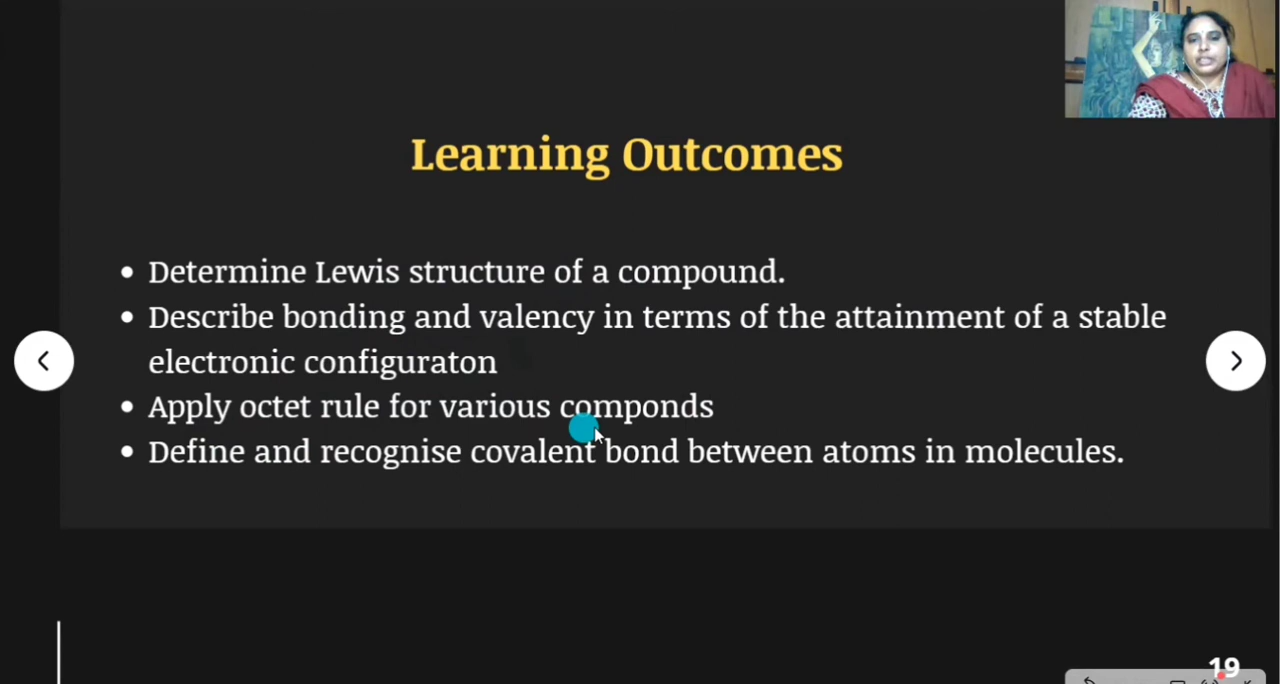 Learning Outcomes
• Determine Lewis structure of a compound.
• Describe bonding and valency in terms of the attainment of a stable
electronic configuraton
• Apply octet rule for various componds
• Define and recognise covalent bond between atoms in molecules.
19